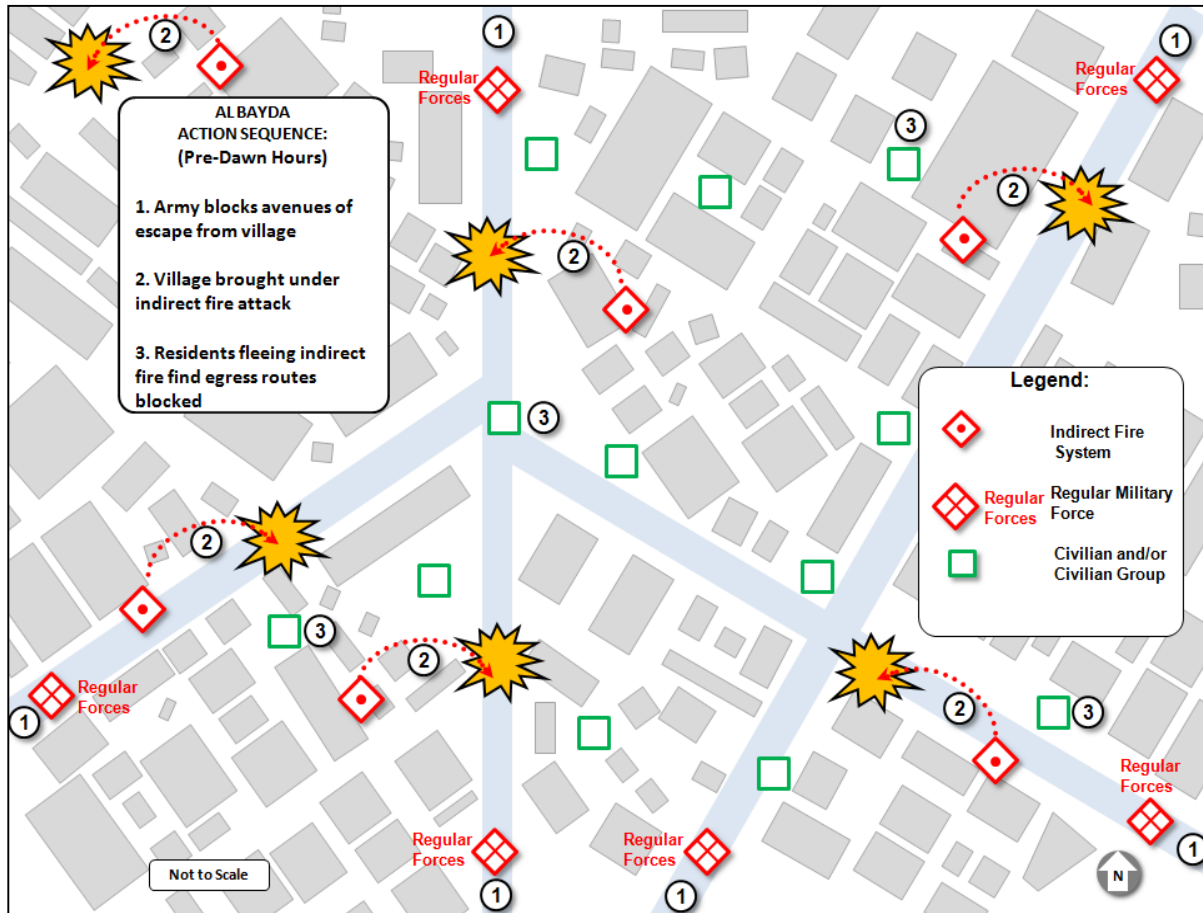 1
2
Regular
Forces
1
Regular
Forces
AL BAYDA
ACTION SEQUENCE:
(Pre-Dawn Hours)
1. Army blocks avenues of
escape from village
2. Village brought under
indirect fire attack
3. Residents fleeing indirect
fire find egress routes
blocked
3
2
2
Legend:
Indirect Fire
System
Regular
Forces
Regular Military
Force
Civilian and/or
Civilian Group
3
2
3
2
Regular
Forces
1
2
3
Regular
Forces
Regular
Forces
1
Regular
Forces
1
1
Not to Scale
N